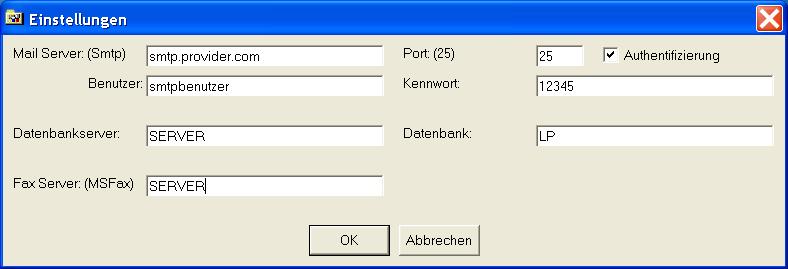 Einstellungen
Mail Server: (Smtp) smtp.provider.com Port: (25) 25 Authentifizierung
Benutzer: smtpbenutzer Kennwort: 12345
Datenbankserver: SERVER Datenbank: LP
Fax Server: (MSFax) SERVER
OK Abbrechen